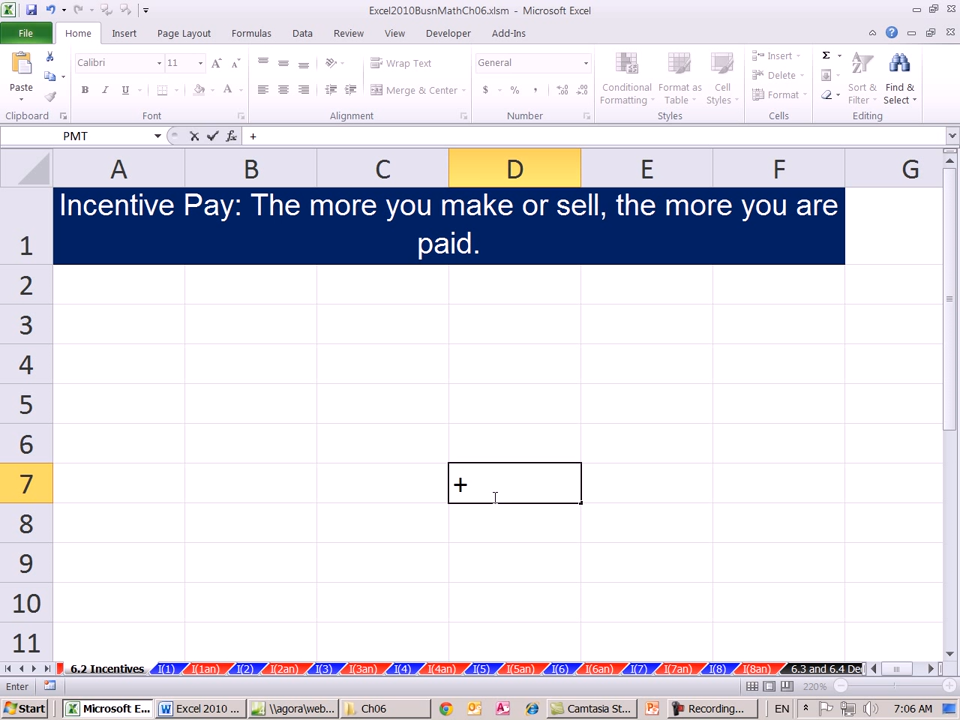 Excel2010BusnMathCh06.xlsm - Microsoft Excel
File Home Insert Page Layout Formulas Data Review View Developer Add-Ins
Paste
Calibri 11
B I U
Wrap Text
Merge & Center
General
$ % ,
Conditional Formatting
Format as Table
Cell Styles
Insert
Delete
Format
Σ
Sort & Filter
Find & Select
Clipboard Font Alignment Number Styles Cells Editing
PMT fx +
A B C D E F G
1 Incentive Pay: The more you make or sell, the more you are
paid.
2
3
4
5
6
7 +
8
9
10
11
6.2 Incentives I(1) I(1an) I(2) I(2an) I(3) I(3an) I(4) I(4an) I(5) I(5an) I(6) I(6an) I(7) I(7an) I(8) I(8an) 6.3 and 6.4 De
Enter 220%
Start Microsoft E... Excel 2010 ... \\agora\web... Ch06 Camtasia St... Recording... EN 7:06 AM